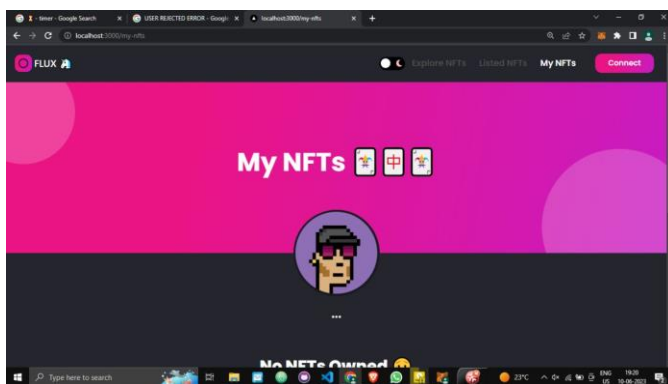 1 - timer - Google Search
USER REJECTED ERROR - Google
localhost:3000/my-nfts
localhost:3000/my-nfts
FLUX
Explore NFTs
Listed NFTs
My NFTs
Connect
My NFTs 🃏 🀄 🃏
...
No NFTs Owned
Type here to search
23°C
ENG
US
19:20
10-06-2023